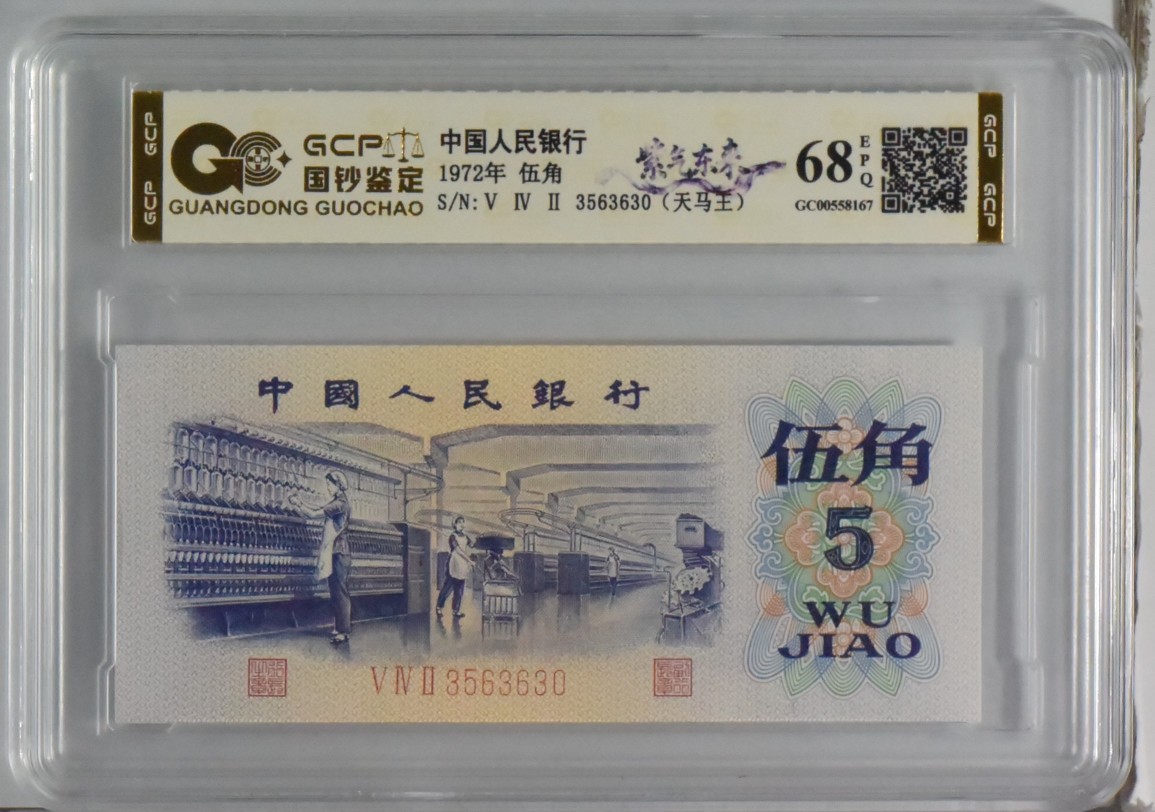 GCP
GCP
GCP
国钞鉴定
GUANGDONG GUOCHAO
中国人民银行
1972年 伍角
S/N: V IV II 3563630（天马王）
紫气东来
68
EPQ
GC00558167
GCP
GCP
中國人民銀行
伍角
5
WU
JIAO
V IV II 3563630